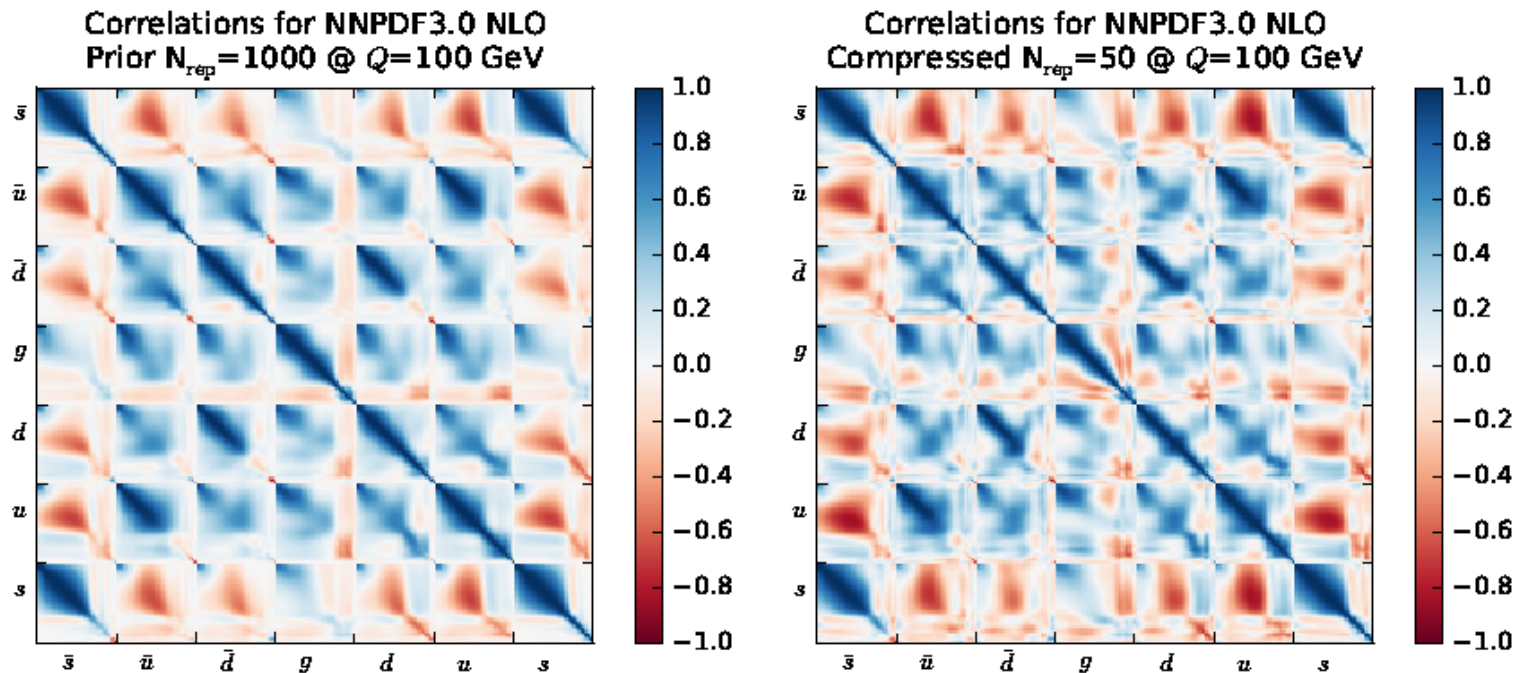 Correlations for NNPDF3.0 NLO
Prior N_rep=1000 @ Q=100 GeV
s̄
ū
d̄
g
d
u
s
s̄ ū d̄ g d u s
1.0
0.8
0.6
0.4
0.2
0.0
−0.2
−0.4
−0.6
−0.8
−1.0
Correlations for NNPDF3.0 NLO
Compressed N_rep=50 @ Q=100 GeV
s̄
ū
d̄
g
d
u
s
s̄ ū d̄ g d u s
1.0
0.8
0.6
0.4
0.2
0.0
−0.2
−0.4
−0.6
−0.8
−1.0